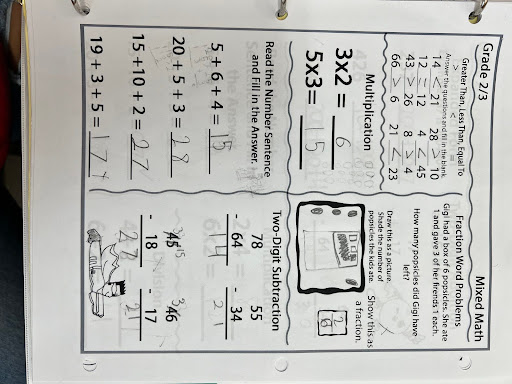 Grade 2/3
Mixed Math
Greater Than, Less Than, Equal To
> < =
Answer the questions and fill in the blank.
14 < 21 28 > 10
12 = 12 4 < 45
43 > 26 8 > 4
66 > 6 21 < 23
Multiplication
3x2 = 6
5x3= 15
Fraction Word Problems
Gigi had a box of 6 popsicles. She ate
1 and gave 3 of her firends 1 each.
How many popsicles did Gigi have
left?
Draw this as a picture.
Shade the number of
popsicles the kids ate.
Show this as
a fraction.
2
6
Read the Number Sentence
and Fill in the Answer.
5 + 6 + 4 = 15
20 + 5 + 3 = 28
15 +10 + 2 = 27
19 + 3 + 5 = 17
Two-Digit Subtraction
78 55
- 64 - 34
14 21
45 46
- 18 - 17
27 21